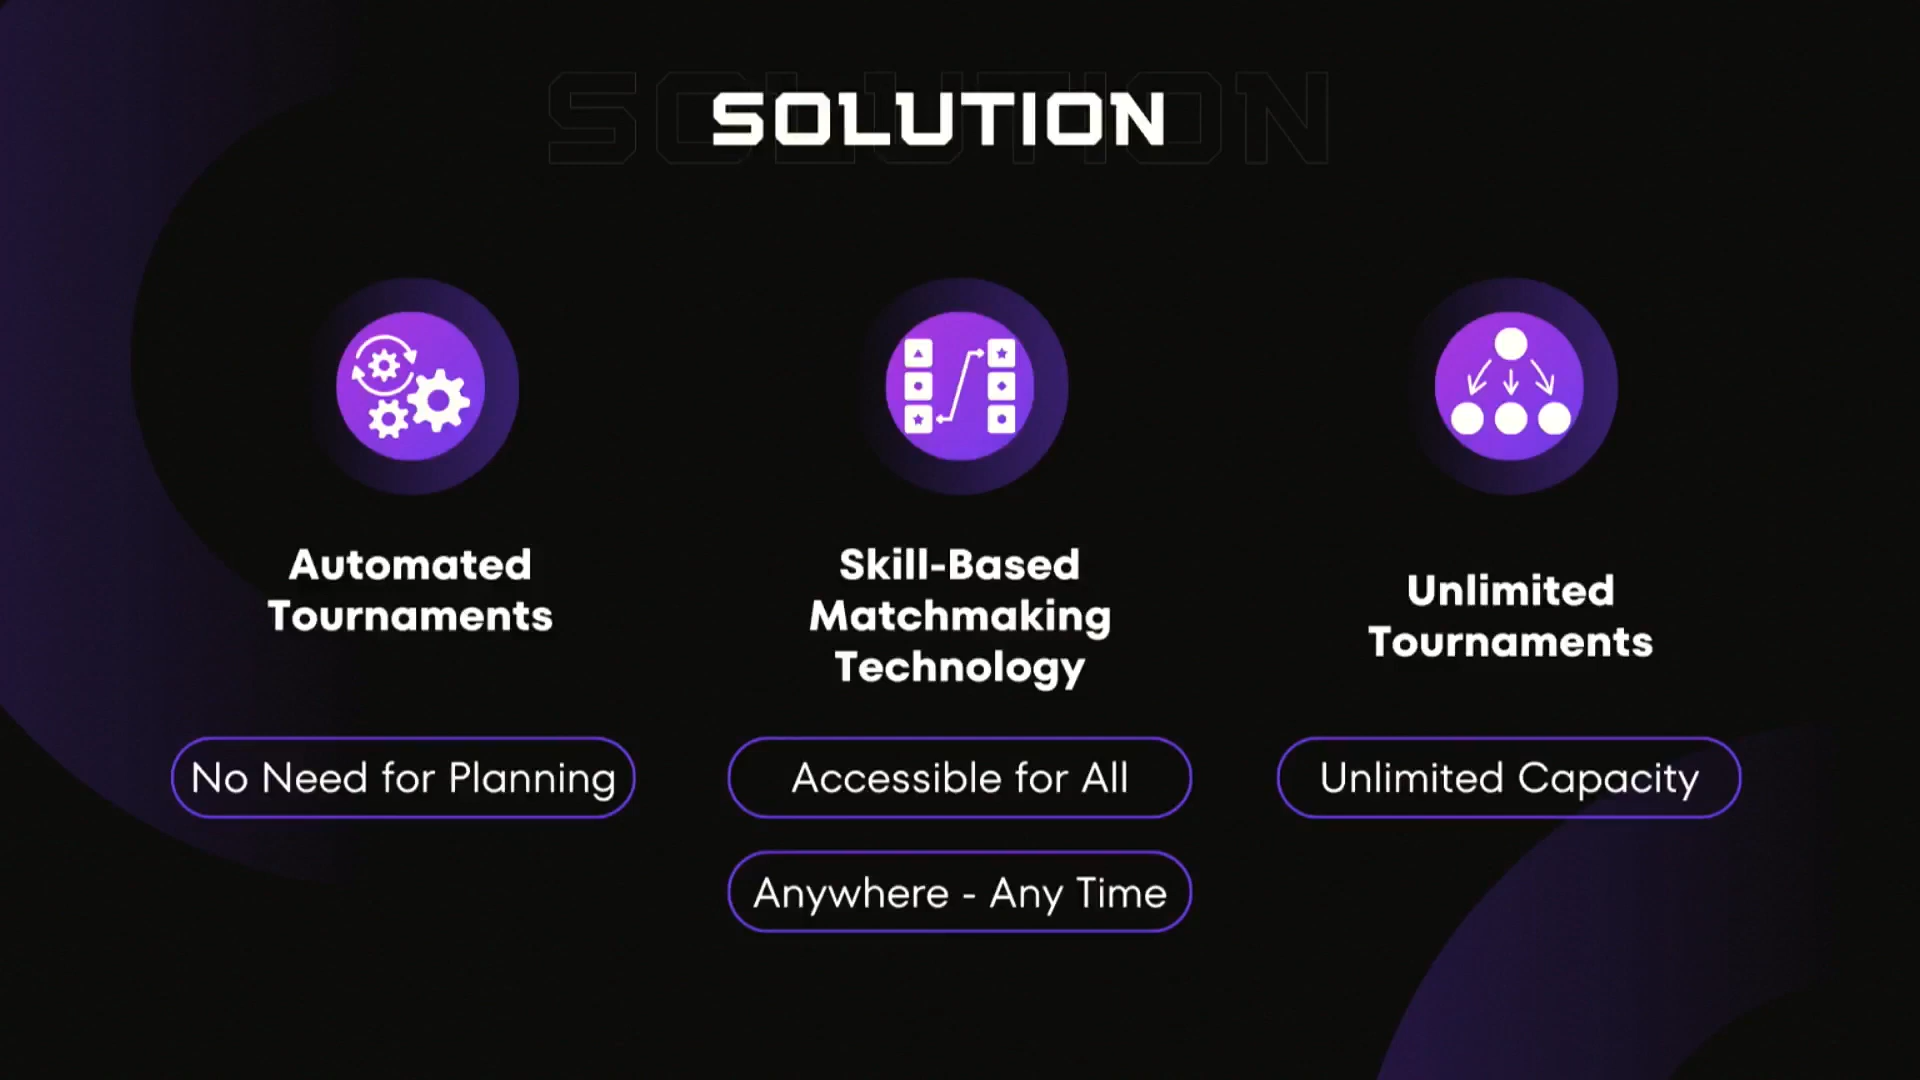 SOLUTION
SOLUTION
Automated
Tournaments
No Need for Planning
Skill-Based
Matchmaking
Technology
Accessible for All
Anywhere - Any Time
Unlimited
Tournaments
Unlimited Capacity